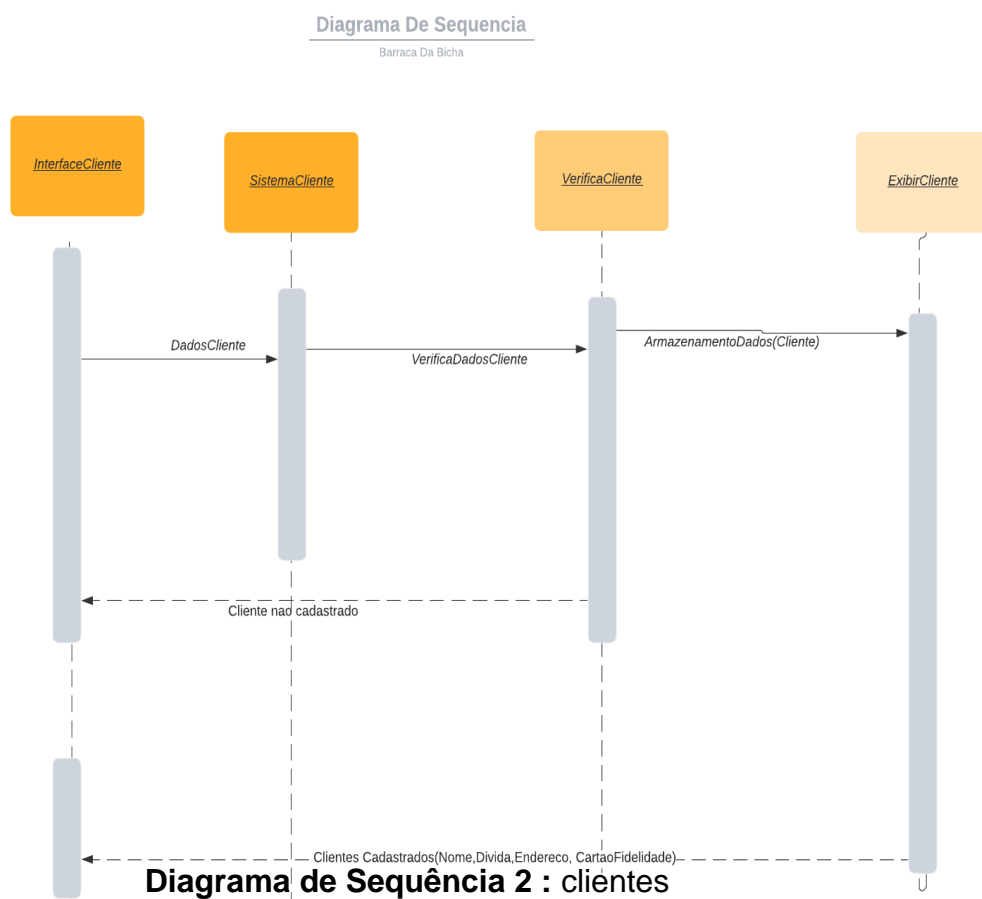 Diagrama De Sequencia
Barraca Da Bicha
InterfaceCliente
SistemaCliente
VerificaCliente
ExibirCliente
DadosCliente
VerificaDadosCliente
ArmazenamentoDados(Cliente)
Cliente nao cadastrado
Clientes Cadastrados(Nome,Divida,Endereco, CartaoFidelidade)
Diagrama de Sequência 2 : clientes